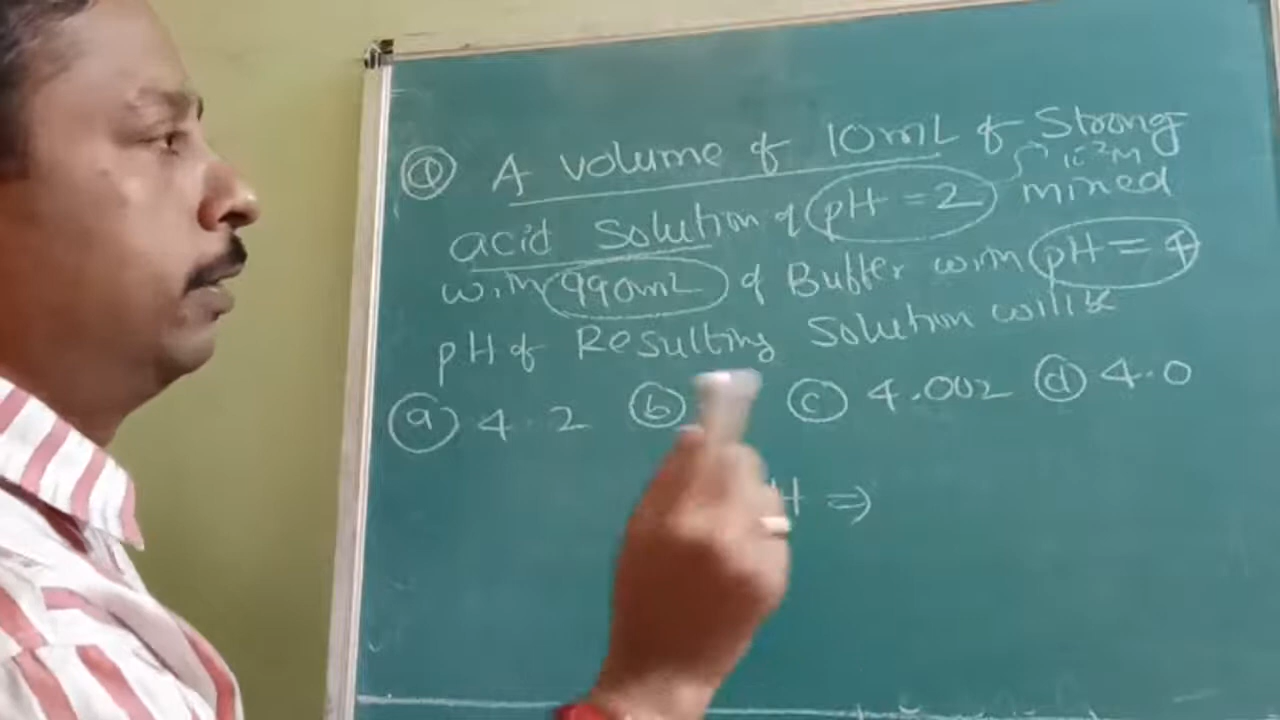 Q A volume of 10mL of Strong
10⁻²M
acid Solution of pH = 2 mixed
with 990mL of Buffer with pH = 4
pH of Resulting Solution will be
a 4.2 b c 4.002 d 4.0
H ⇒